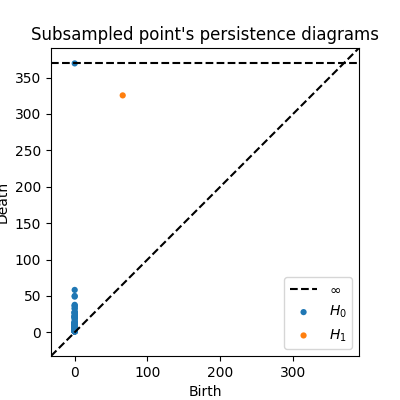 Subsampled point's persistence diagrams
Death
350
300
250
200
150
100
50
0
∞
H0
H1
0 100 200 300
Birth